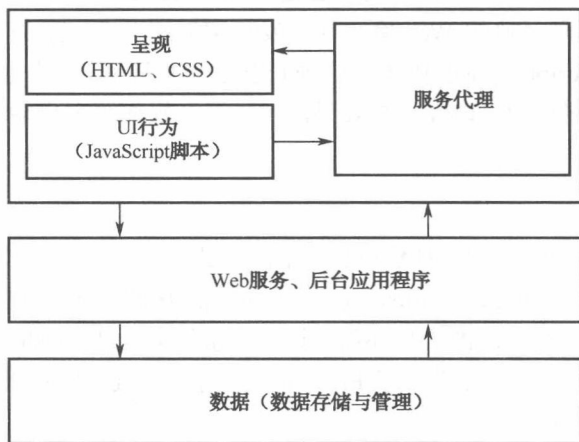 呈现
（HTML、CSS）
服务代理
UI行为
（JavaScript脚本）
Web服务、后台应用程序
数据（数据存储与管理）